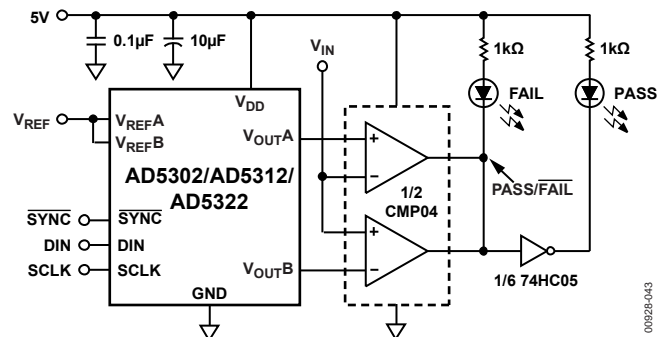 5V
0.1µF
10µF
VIN
1kΩ
1kΩ
FAIL
PASS
VDD
VREF
VREFA
VREFB
VOUTA
AD5302/AD5312/
AD5322
1/2
CMP04
PASS/FAIL
SYNC
SYNC
DIN
DIN
SCLK
SCLK
VOUTB
1/6 74HC05
GND
00928-043